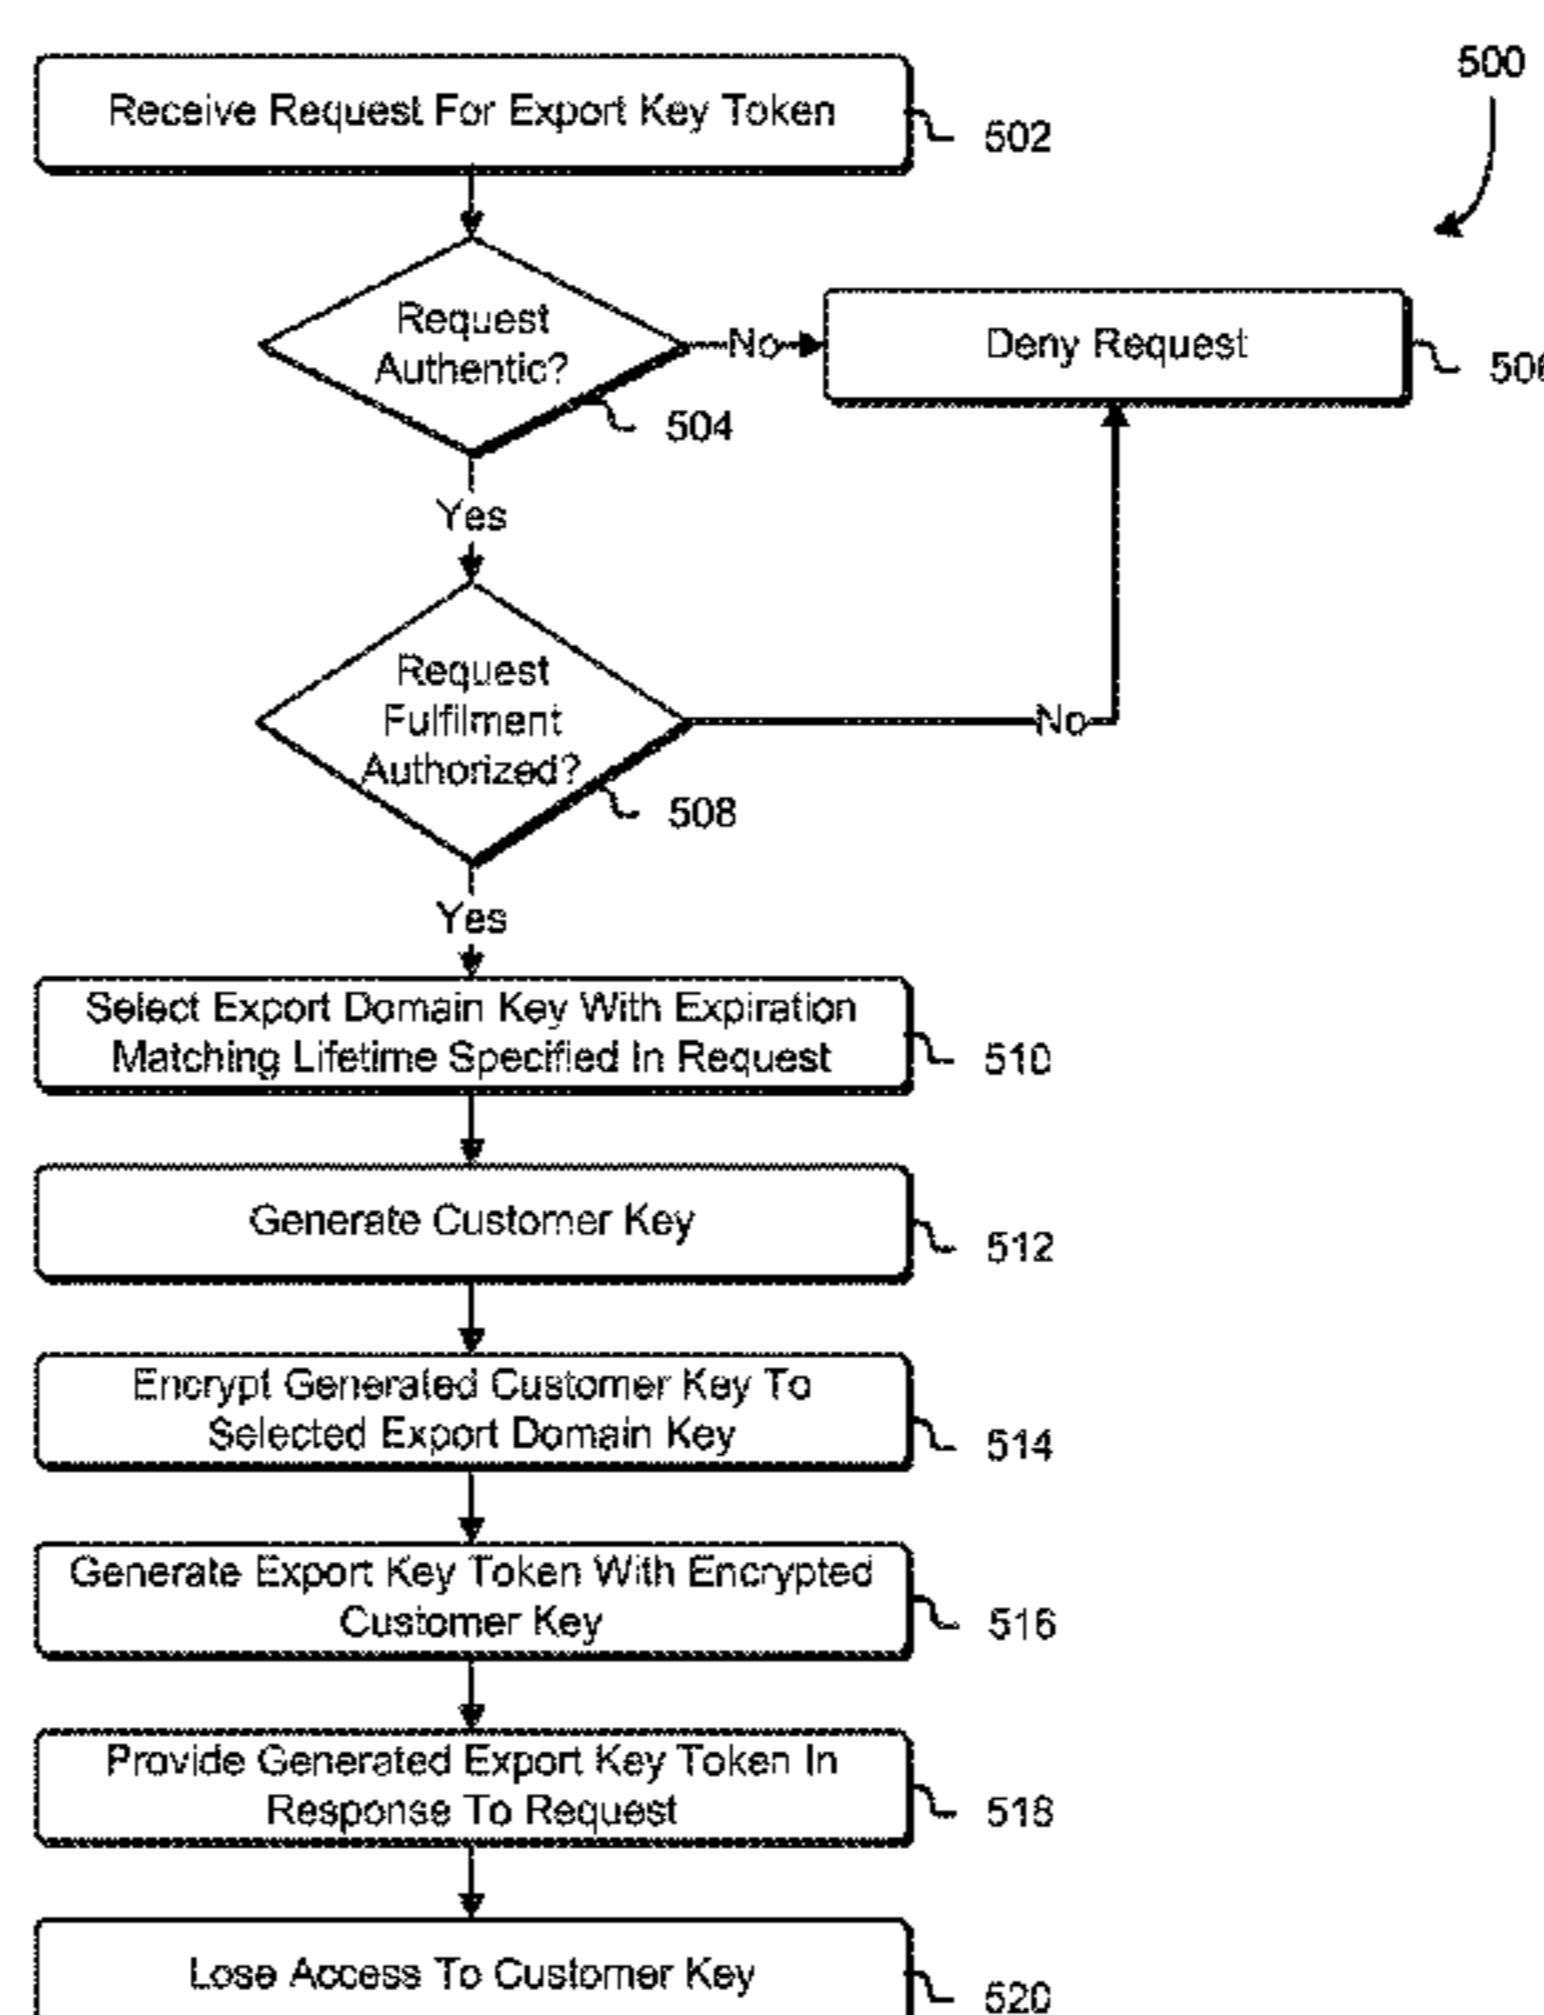 500
Receive Request For Export Key Token
502
Request
Authentic?
504
No
Deny Request
506
Yes
Request
Fulfilment
Authorized?
508
No
Yes
Select Export Domain Key With Expiration
Matching Lifetime Specified In Request
510
Generate Customer Key
512
Encrypt Generated Customer Key To
Selected Export Domain Key
514
Generate Export Key Token With Encrypted
Customer Key
516
Provide Generated Export Key Token In
Response To Request
518
Lose Access To Customer Key
520